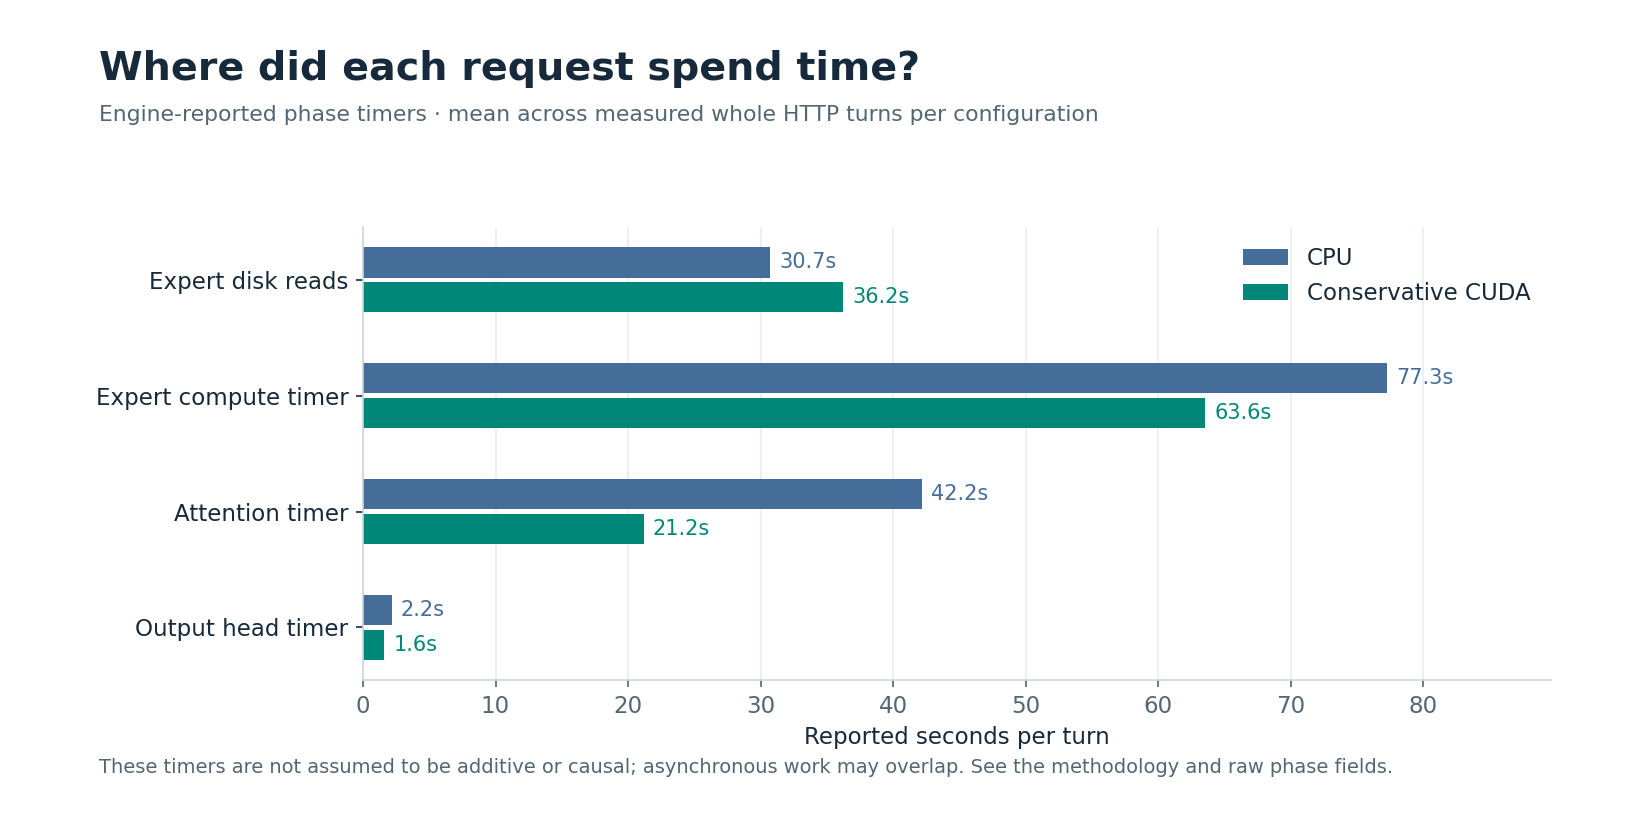 Where did each request spend time?
Engine-reported phase timers · mean across measured whole HTTP turns per configuration
CPU
Conservative CUDA
Expert disk reads
30.7s
36.2s
Expert compute timer
77.3s
63.6s
Attention timer
42.2s
21.2s
Output head timer
2.2s
1.6s
0 10 20 30 40 50 60 70 80
Reported seconds per turn
These timers are not assumed to be additive or causal; asynchronous work may overlap. See the methodology and raw phase fields.